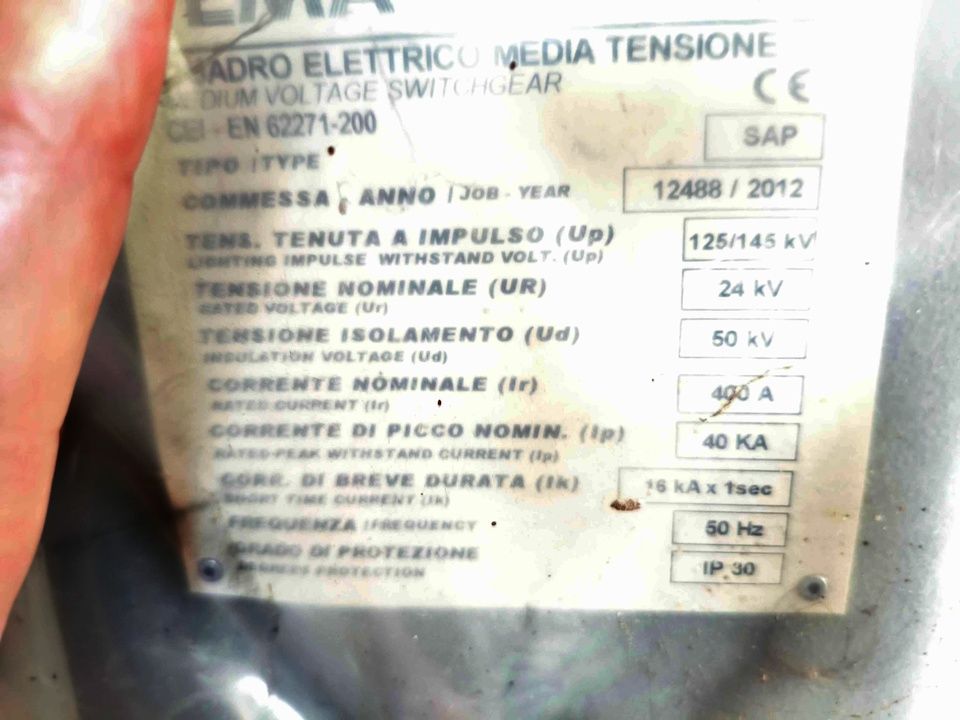 EMA
QUADRO ELETTRICO MEDIA TENSIONE
MEDIUM VOLTAGE SWITCHGEAR
CE
CEI - EN 62271-200
TIPO / TYPE SAP
COMMESSA - ANNO / JOB - YEAR 12488 / 2012
TENS. TENUTA A IMPULSO (Up) 125/145 kV
LIGHTING IMPULSE WITHSTAND VOLT. (Up)
TENSIONE NOMINALE (UR) 24 kV
RATED VOLTAGE (Ur)
TENSIONE ISOLAMENTO (Ud) 50 kV
INSULATION VOLTAGE (Ud)
CORRENTE NOMINALE (Ir) 400 A
RATED CURRENT (Ir)
CORRENTE DI PICCO NOMIN. (Ip) 40 KA
RATED-PEAK WITHSTAND CURRENT (Ip)
CORR. DI BREVE DURATA (Ik) 16 kA x 1sec
SHORT TIME CURRENT (Ik)
FREQUENZA / FREQUENCY 50 Hz
GRADO DI PROTEZIONE IP 30
DEGREES PROTECTION